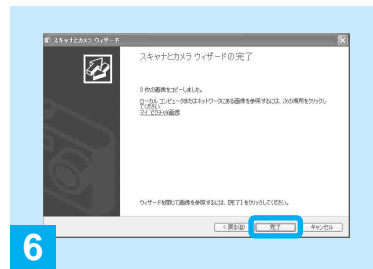 スキャナとカメラ ウィザード
スキャナとカメラ ウィザードの完了
3 枚の画像をコピーしました。
ローカル コンピュータまたはネットワークにある画像を参照するには、次の場所をクリックし
てください。
マイ ピクチャ\画像
ウィザードを閉じて画像を参照するには、[完了] をクリックしてください。
< 戻る(B) 完了 キャンセル
6